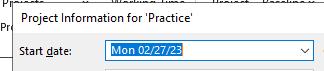 Project Information for 'Practice'
Start date: Mon 02/27/23